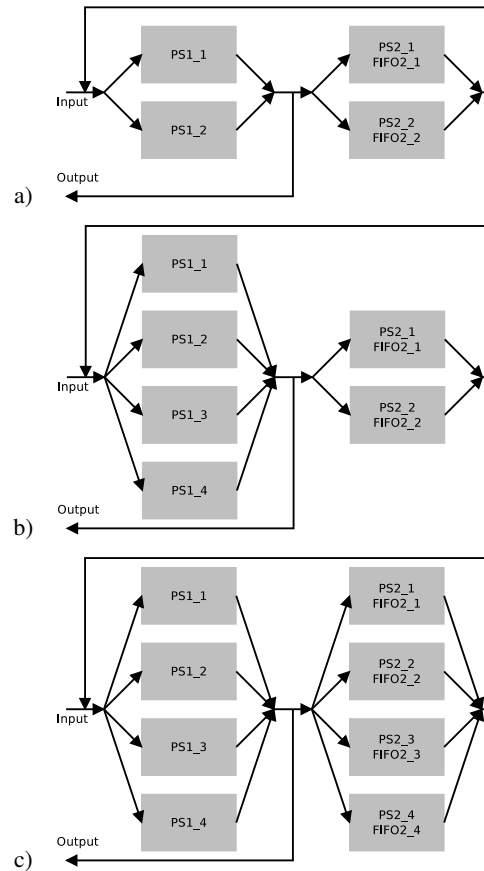 PS1_1
PS2_1
FIFO2_1
Input
PS1_2
PS2_2
FIFO2_2
Output
a)
PS1_1
PS1_2
PS2_1
FIFO2_1
Input
PS1_3
PS2_2
FIFO2_2
PS1_4
Output
b)
PS1_1
PS2_1
FIFO2_1
PS1_2
PS2_2
FIFO2_2
Input
PS1_3
PS2_3
FIFO2_3
PS1_4
PS2_4
FIFO2_4
Output
c)